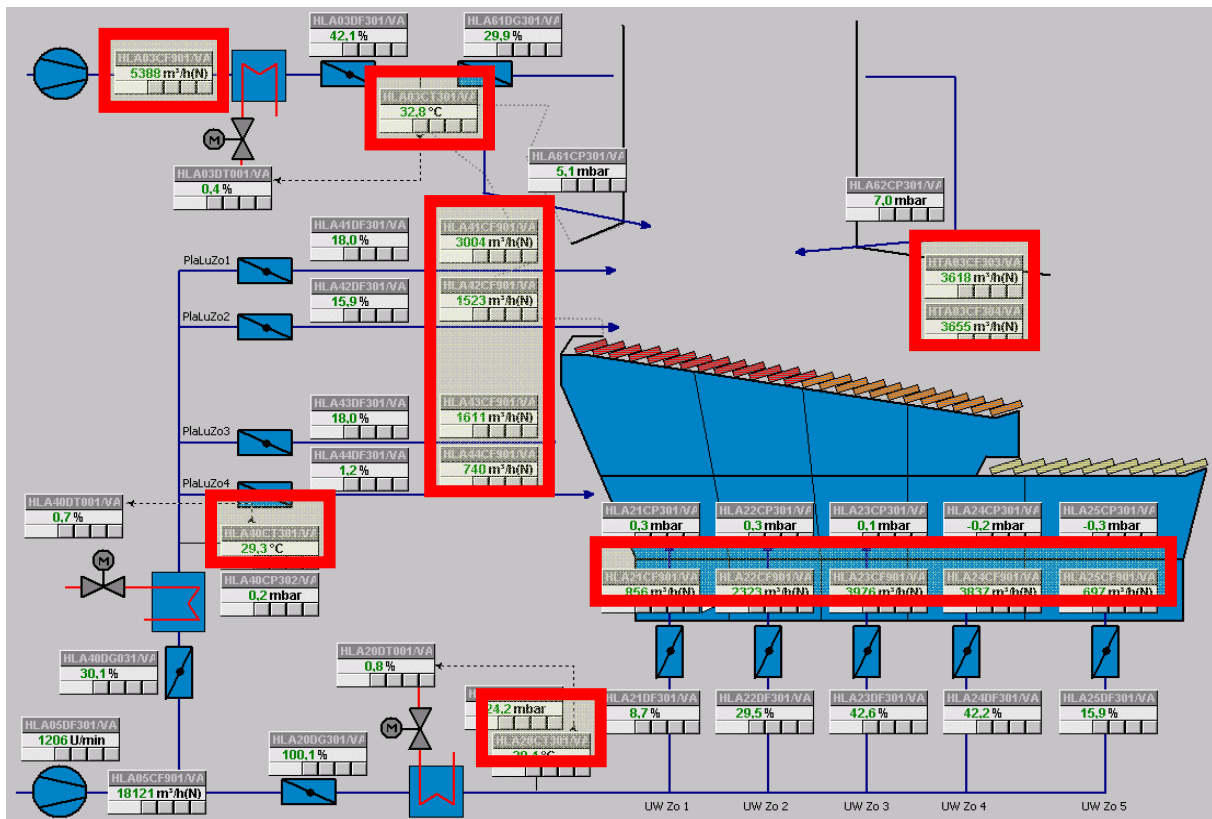 HLA03DF301/VA
42,1 %
HLA61DG301/VA
29,9 %
HLA03CF901/VA
5388 m³/h(N)
HLA03CT301/VA
32,8 °C
M
HLA03DT001/VA
0,4 %
HLA61CP301/VA
5,1 mbar
HLA62CP301/VA
7,0 mbar
HLA41DF301/VA
18,0 %
HLA41CF901/VA
3004 m³/h(N)
PlaLuZo1
HTA03CF303/VA
3618 m³/h(N)
HLA42DF301/VA
15,9 %
HLA42CF901/VA
1523 m³/h(N)
PlaLuZo2
HTA03CF304/VA
3655 m³/h(N)
HLA43DF301/VA
18,0 %
HLA43CF901/VA
1611 m³/h(N)
PlaLuZo3
HLA44DF301/VA
1,2 %
HLA44CF901/VA
740 m³/h(N)
PlaLuZo4
HLA40DT001/VA
0,7 %
HLA40CT301/VA
29,3 °C
HLA21CP301/VA
0,3 mbar
HLA22CP301/VA
0,3 mbar
HLA23CP301/VA
0,1 mbar
HLA24CP301/VA
-0,2 mbar
HLA25CP301/VA
-0,3 mbar
M
HLA40CP302/VA
0,2 mbar
HLA21CF901/VA
856 m³/h(N)
HLA22CF901/VA
2323 m³/h(N)
HLA23CF901/VA
3976 m³/h(N)
HLA24CF901/VA
3837 m³/h(N)
HLA25CF901/VA
697 m³/h(N)
HLA40DG031/VA
30,1 %
HLA20DT001/VA
0,8 %
24,2 mbar
HLA21DF301/VA
8,7 %
HLA22DF301/VA
29,5 %
HLA23DF301/VA
42,6 %
HLA24DF301/VA
42,2 %
HLA25DF301/VA
15,9 %
HLA05DF301/VA
1206 U/min
M
HLA20DG301/VA
100,1 %
HLA20CT301/VA
HLA05CF901/VA
18121 m³/h(N)
UW Zo 1
UW Zo 2
UW Zo 3
UW Zo 4
UW Zo 5